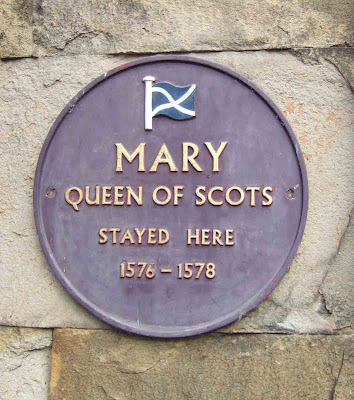 MARY
QUEEN OF SCOTS
STAYED HERE
1576 - 1578